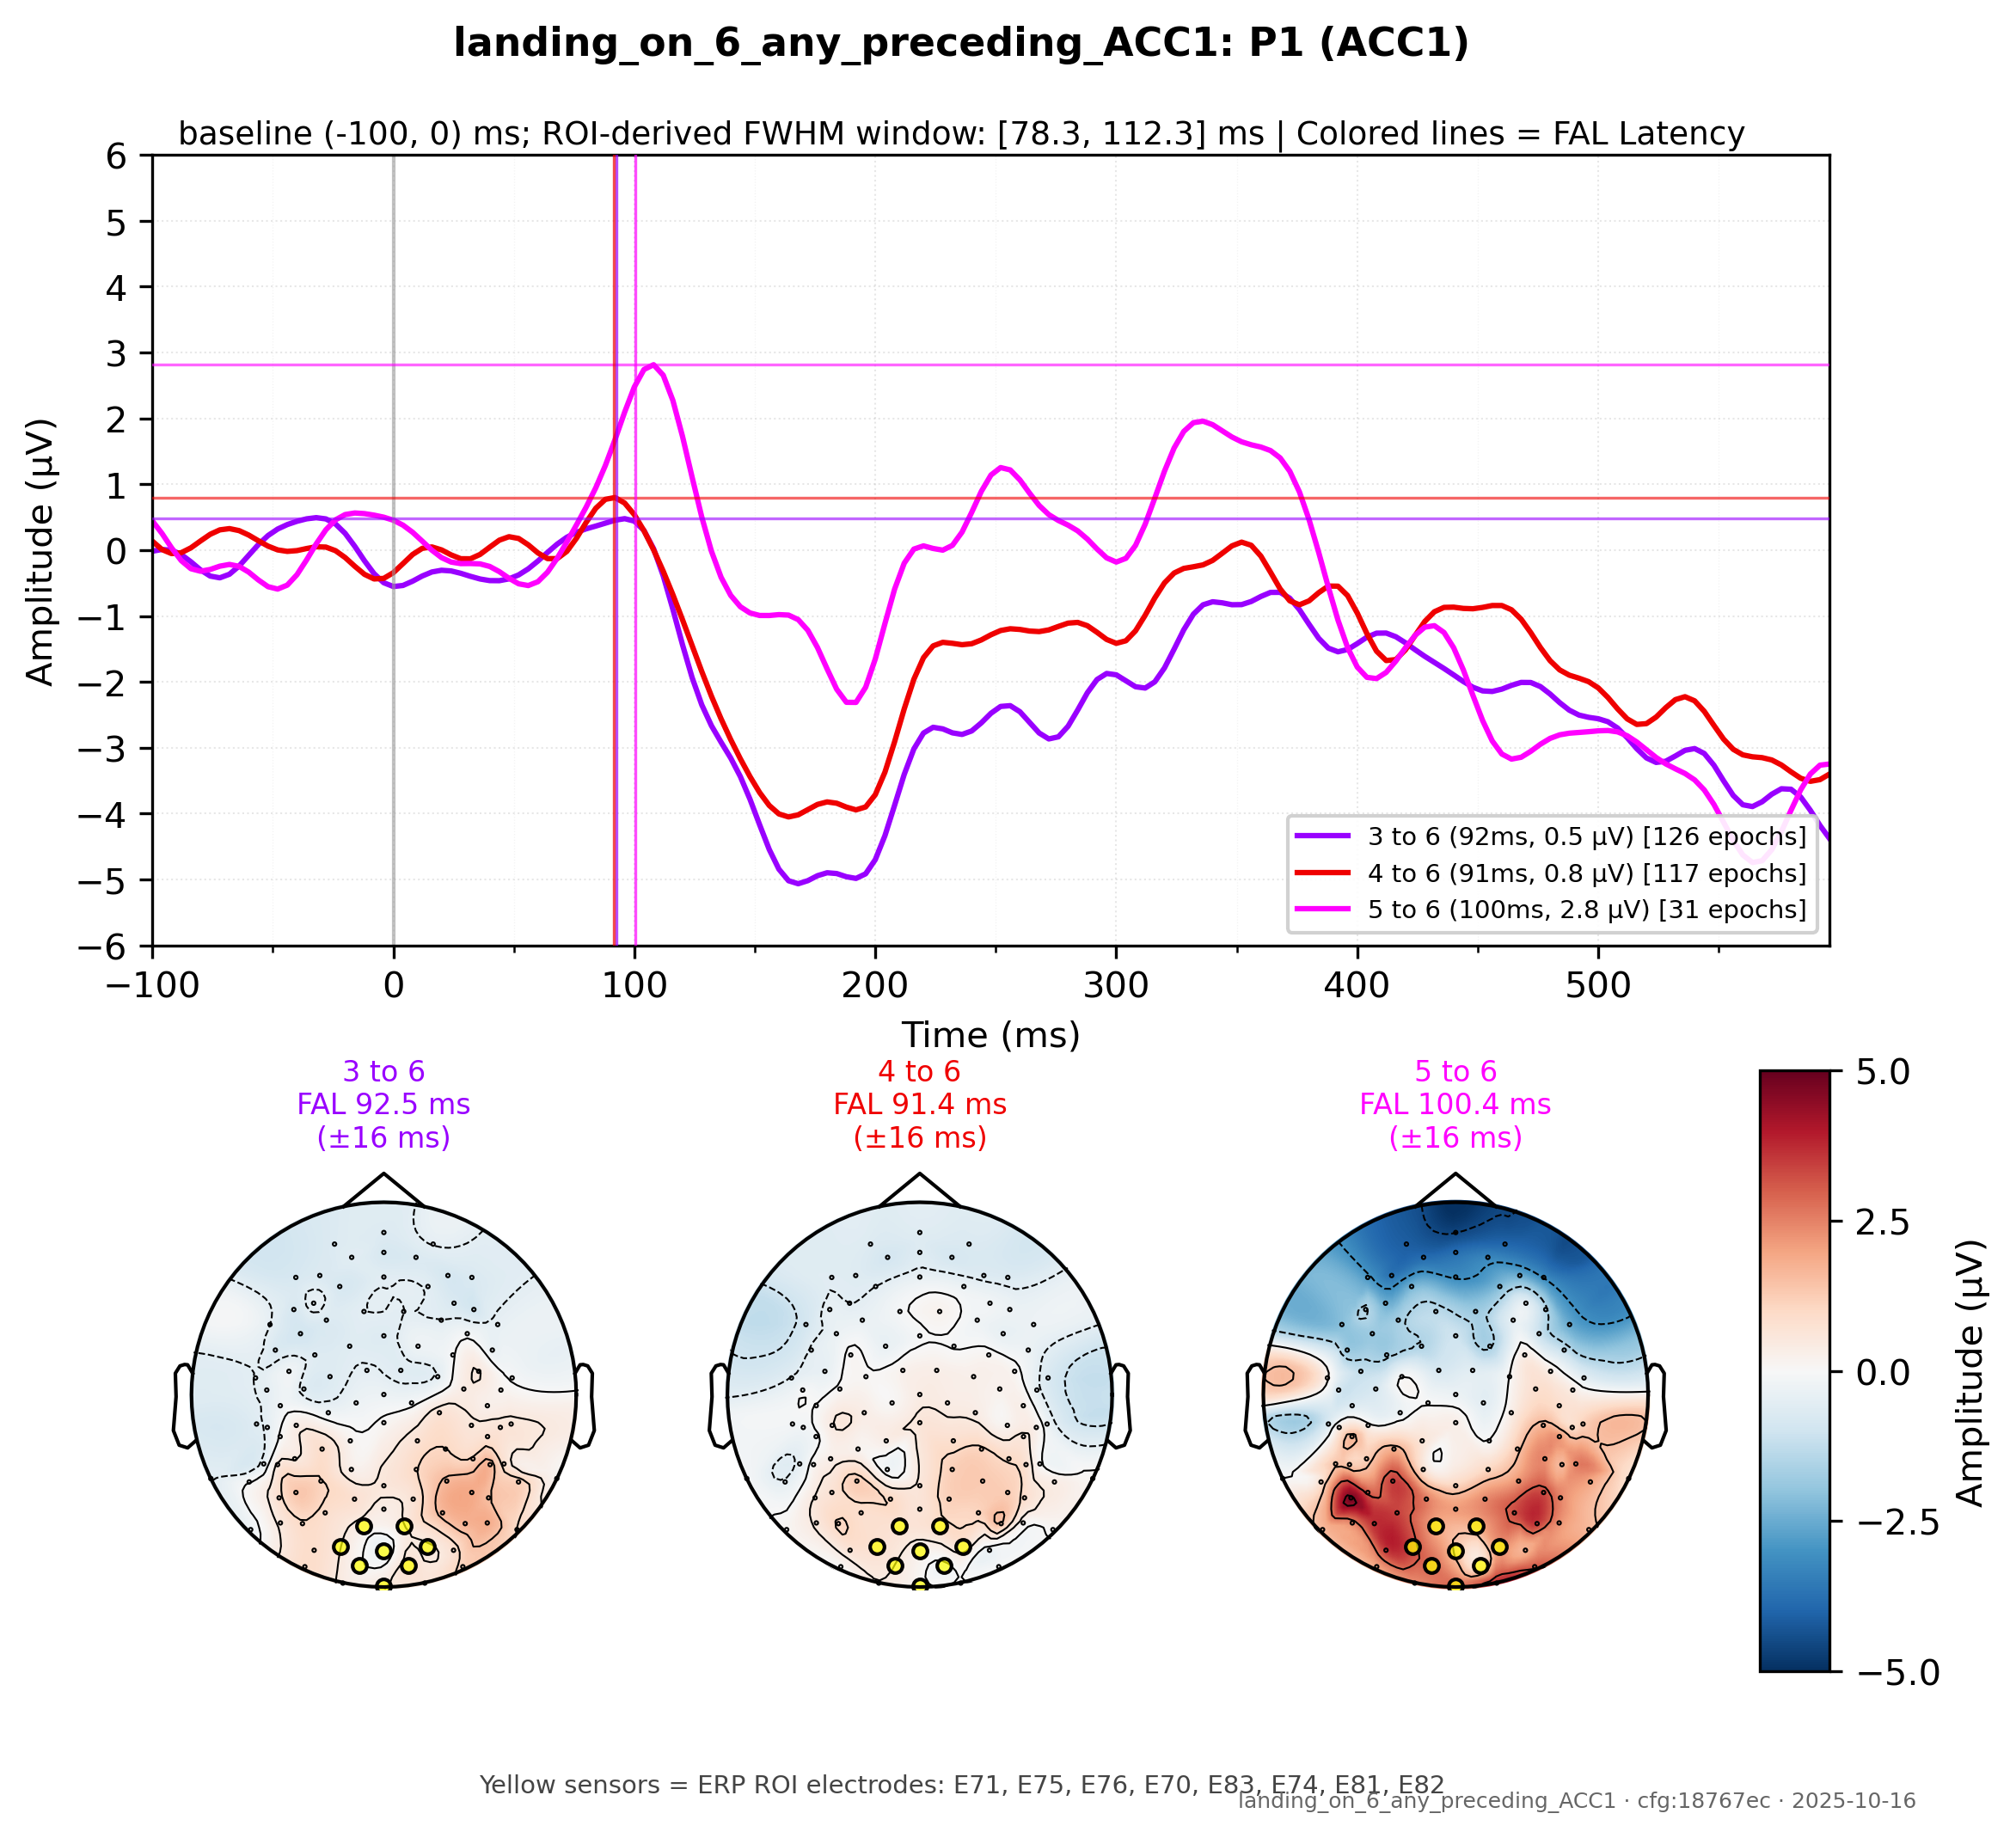 landing_on_6_any_preceding_ACC1: P1 (ACC1)
baseline (-100, 0) ms; ROI-derived FWHM window: [78.3, 112.3] ms | Colored lines = FAL Latency
6
5
4
3
2
1
0
−1
−2
−3
−4
−5
−6
Amplitude (µV)
3 to 6 (92ms, 0.5 µV) [126 epochs]
4 to 6 (91ms, 0.8 µV) [117 epochs]
5 to 6 (100ms, 2.8 µV) [31 epochs]
−100 0 100 200 300 400 500
Time (ms)
3 to 6
FAL 92.5 ms
(±16 ms)
4 to 6
FAL 91.4 ms
(±16 ms)
5 to 6
FAL 100.4 ms
(±16 ms)
5.0
2.5
0.0
−2.5
−5.0
Amplitude (µV)
Yellow sensors = ERP ROI electrodes: E71, E75, E76, E70, E83, E74, E81, E82
landing_on_6_any_preceding_ACC1 · cfg:18767ec · 2025-10-16